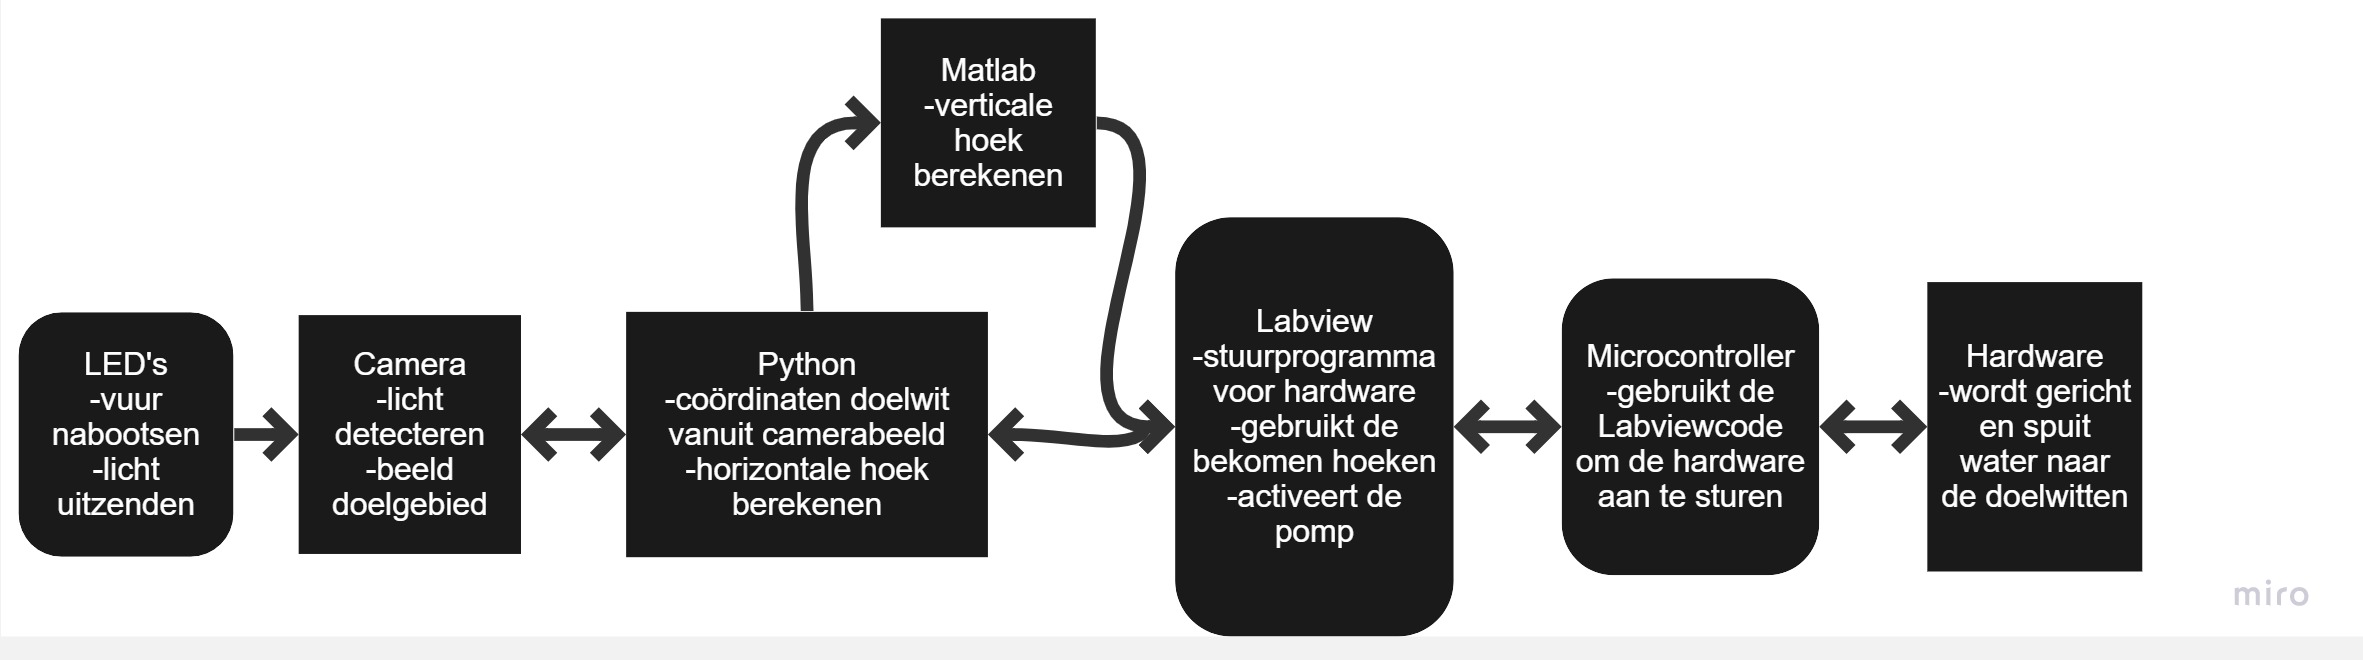 Matlab
-verticale
hoek
berekenen
LED's
-vuur
nabootsen
-licht
uitzenden
Camera
-licht
detecteren
-beeld
doelgebied
Python
-coördinaten doelwit
vanuit camerabeeld
-horizontale hoek
berekenen
Labview
-stuurprogramma
voor hardware
-gebruikt de
bekomen hoeken
-activeert de
pomp
Microcontroller
-gebruikt de
Labviewcode
om de hardware
aan te sturen
Hardware
-wordt gericht
en spuit
water naar
de doelwitten
miro